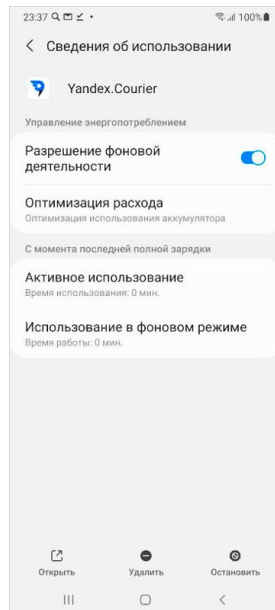 23:37
100%
Сведения об использовании
Yandex.Courier
Управление энергопотреблением
Разрешение фоновой
деятельности
Оптимизация расхода
Оптимизация использования аккумулятора
С момента последней полной зарядки
Активное использование
Время использования: 0 мин.
Использование в фоновом режиме
Время работы: 0 мин.
Открыть
Удалить
Остановить